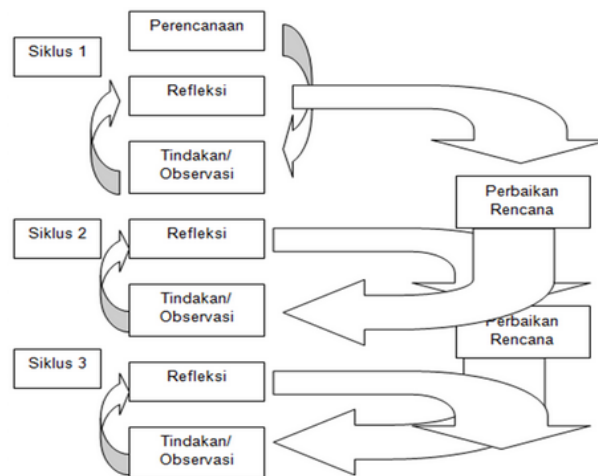 Perencanaan
Siklus 1
Refleksi
Tindakan/
Observasi
Perbaikan
Rencana
Siklus 2
Refleksi
Tindakan/
Observasi
Perbaikan
Rencana
Siklus 3
Refleksi
Tindakan/
Observasi